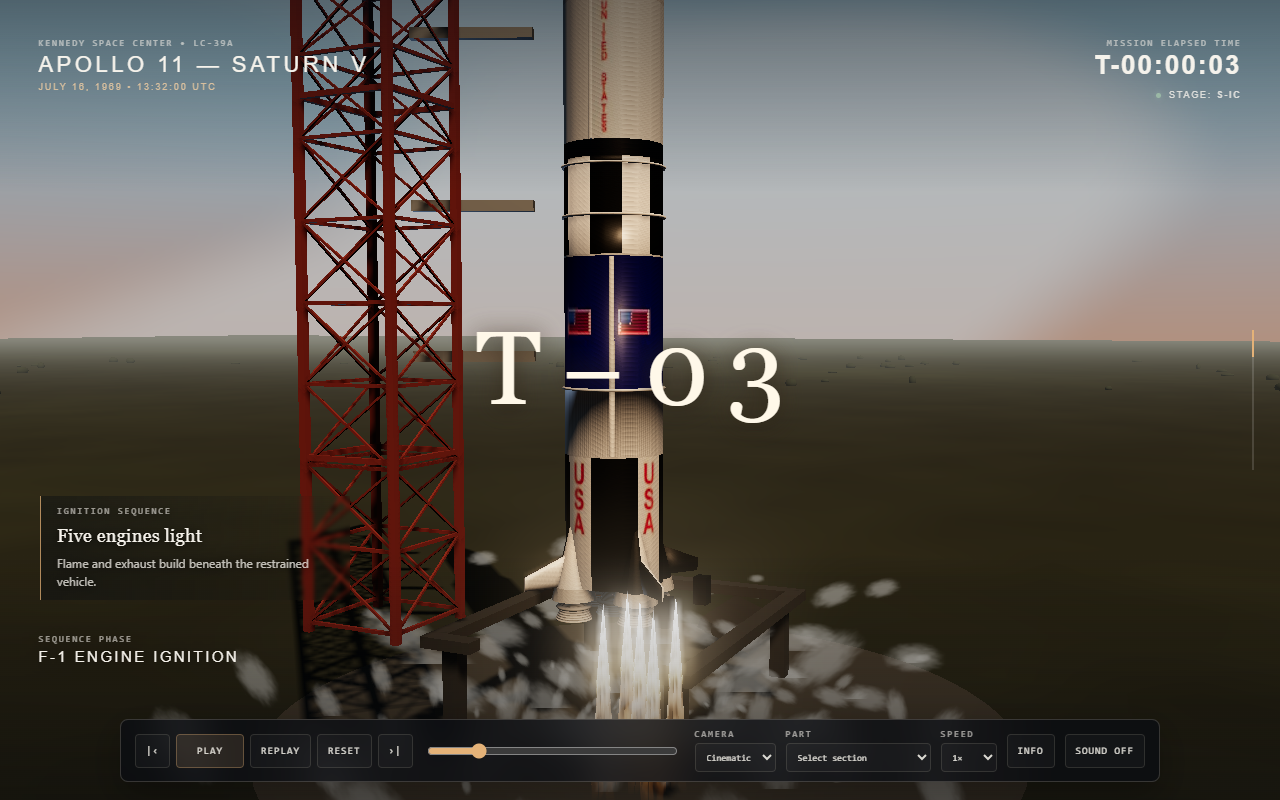 KENNEDY SPACE CENTER • LC-39A
APOLLO 11 — SATURN V
JULY 16, 1969 • 13:32:00 UTC
MISSION ELAPSED TIME
T-00:00:03
STAGE: S-IC
UNITED STATES
T–03
USA
USA
IGNITION SEQUENCE
Five engines light
Flame and exhaust build beneath the restrained
vehicle.
SEQUENCE PHASE
F-1 ENGINE IGNITION
|‹
PLAY
REPLAY
RESET
›|
CAMERA
Cinematic
PART
Select section
SPEED
1×
INFO
SOUND OFF